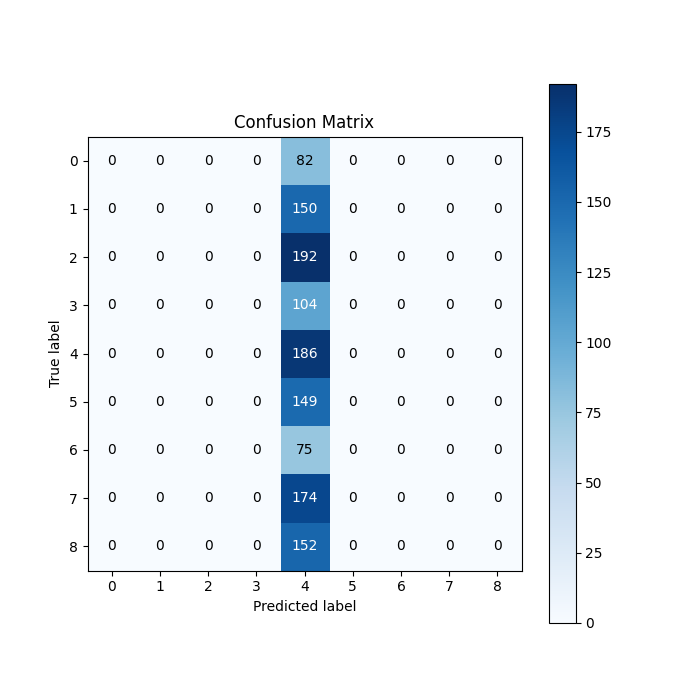 Confusion Matrix
0 0 0 0 0 82 0 0 0 0
1 0 0 0 0 150 0 0 0 0
2 0 0 0 0 192 0 0 0 0
3 0 0 0 0 104 0 0 0 0
4 0 0 0 0 186 0 0 0 0
5 0 0 0 0 149 0 0 0 0
6 0 0 0 0 75 0 0 0 0
7 0 0 0 0 174 0 0 0 0
8 0 0 0 0 152 0 0 0 0
0 1 2 3 4 5 6 7 8
True label
Predicted label
175
150
125
100
75
50
25
0